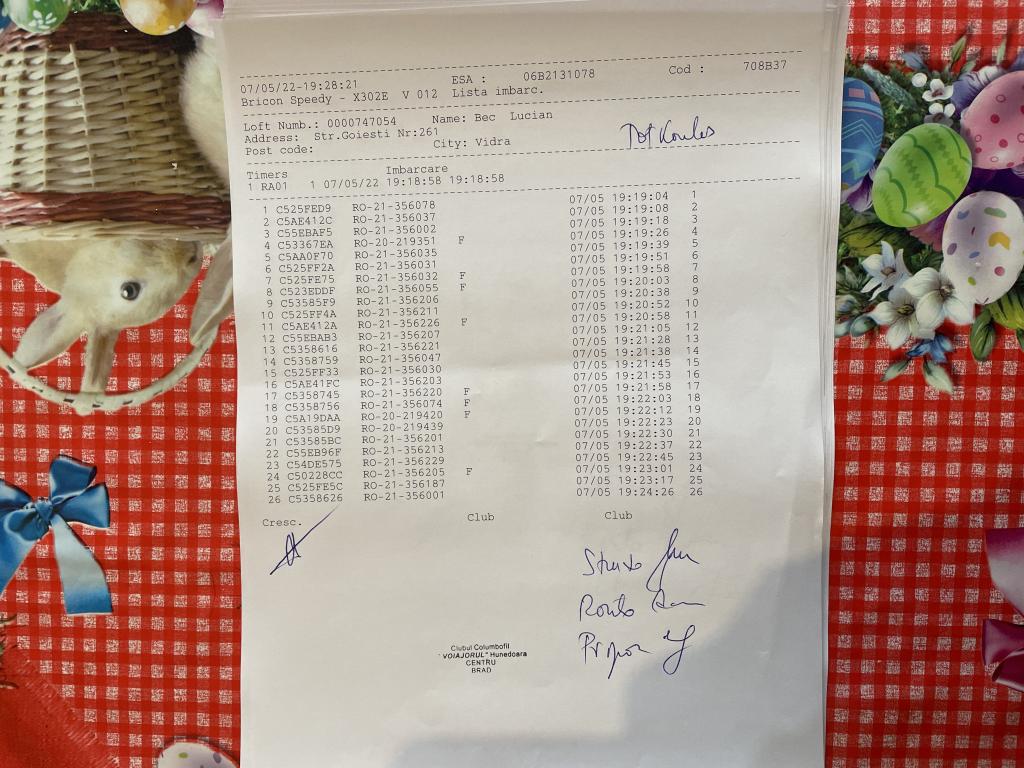 07/05/22-19:28:21 ESA : 06B2131078 Cod : 708B37
Bricon Speedy - X302E V 012 Lista imbarc.
Loft Numb.: 0000747054 Name: Bec Lucian
Address: Str.Goiesti Nr:261
Post code: City: Vidra
Timers Imbarcare
1 RA01 1 07/05/22 19:18:58 19:18:58
1 C525FED9 RO-21-356078 07/05 19:19:04 1
2 C5AE412C RO-21-356037 07/05 19:19:08 2
3 C55EBAF5 RO-21-356002 07/05 19:19:18 3
4 C53367EA RO-20-219351 F 07/05 19:19:26 4
5 C5AA0F70 RO-21-356035 07/05 19:19:39 5
6 C525FF2A RO-21-356031 07/05 19:19:51 6
7 C525FE75 RO-21-356032 F 07/05 19:19:58 7
8 C523EDDF RO-21-356055 F 07/05 19:20:03 8
9 C53585F9 RO-21-356206 07/05 19:20:38 9
10 C525FF4A RO-21-356211 07/05 19:20:52 10
11 C5AE412A RO-21-356226 F 07/05 19:20:58 11
12 C55EBAB3 RO-21-356207 07/05 19:21:05 12
13 C5358616 RO-21-356221 07/05 19:21:28 13
14 C5358759 RO-21-356047 07/05 19:21:38 14
15 C525FF33 RO-21-356030 07/05 19:21:45 15
16 C5AE41FC RO-21-356203 07/05 19:21:53 16
17 C5358745 RO-21-356220 F 07/05 19:21:58 17
18 C5358756 RO-21-356074 F 07/05 19:22:03 18
19 C5A19DAA RO-20-219420 F 07/05 19:22:12 19
20 C53585D9 RO-20-219439 07/05 19:22:23 20
21 C53585BC RO-21-356201 07/05 19:22:30 21
22 C55EB96F RO-21-356213 07/05 19:22:37 22
23 C54DE575 RO-21-356229 07/05 19:22:45 23
24 C50228CC RO-21-356205 F 07/05 19:23:01 24
25 C525FE5C RO-21-356187 07/05 19:23:17 25
26 C5358626 RO-21-356001 07/05 19:24:26 26
Cresc. Club Club
Clubul Columbofil
"VOIAJORUL" Hunedoara
CENTRU
BRAD